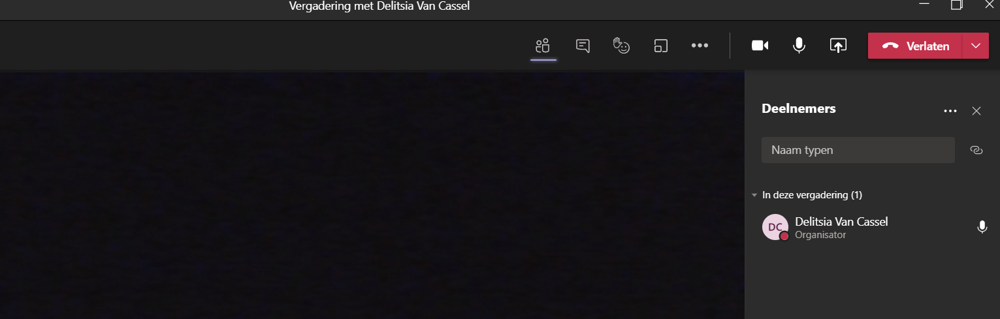 Vergadering met Delitsia Van Cassel
Verlaten
Deelnemers
Naam typen
In deze vergadering (1)
DC
Delitsia Van Cassel
Organisator